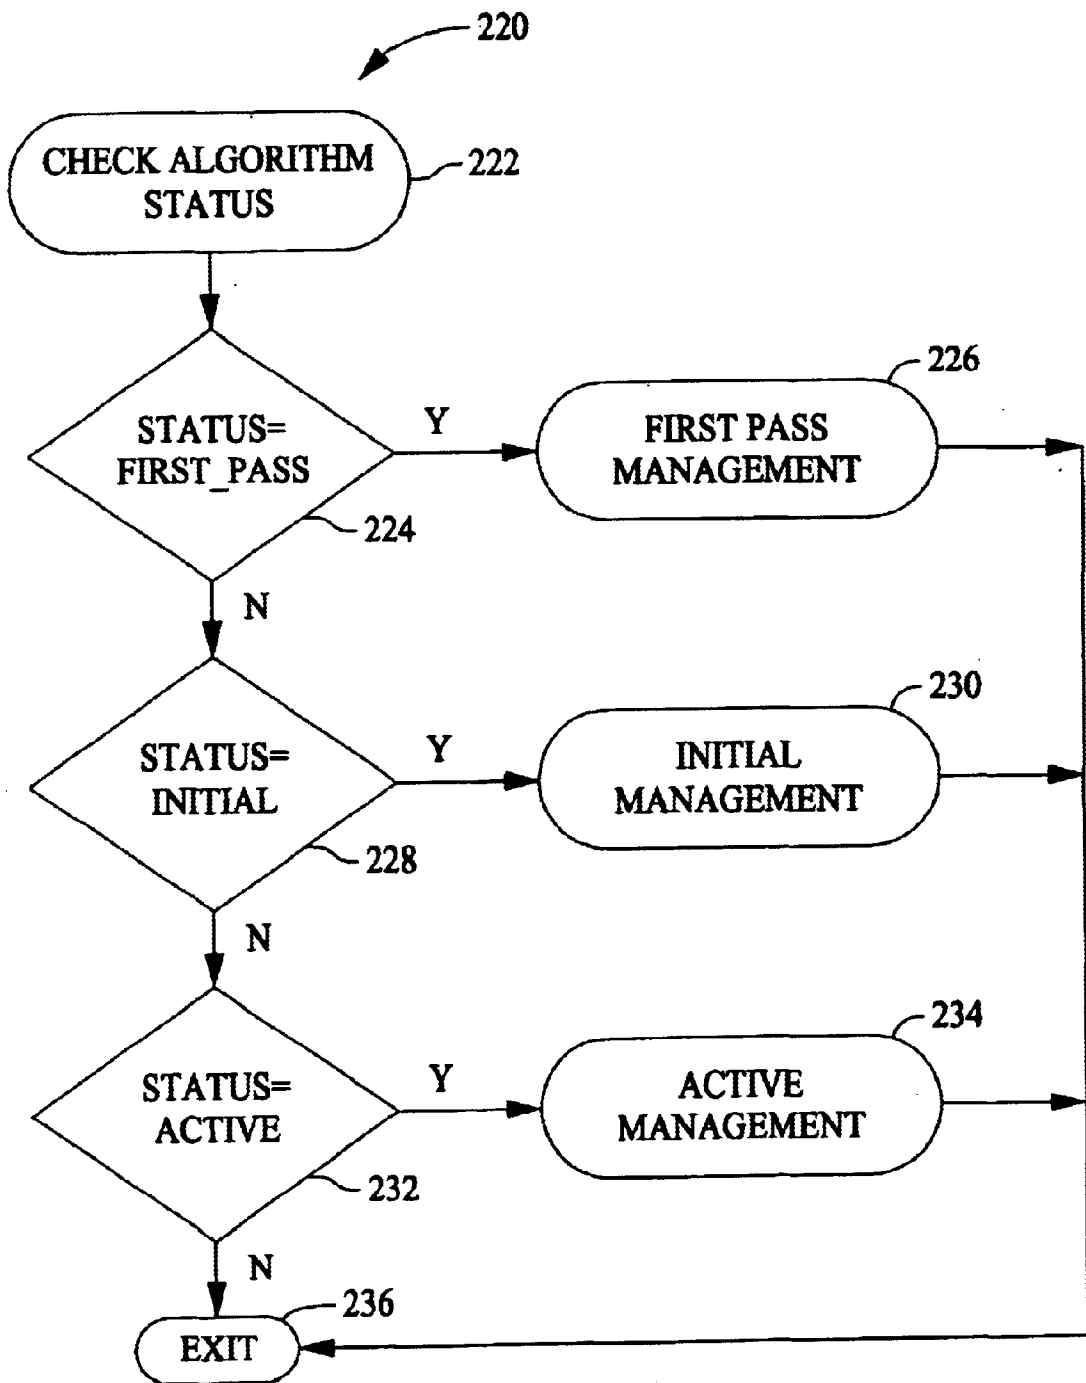 220
CHECK ALGORITHM
STATUS
222
STATUS=
FIRST_PASS
Y
224
FIRST PASS
MANAGEMENT
226
N
STATUS=
INITIAL
Y
228
INITIAL
MANAGEMENT
230
N
STATUS=
ACTIVE
Y
232
ACTIVE
MANAGEMENT
234
N
EXIT
236